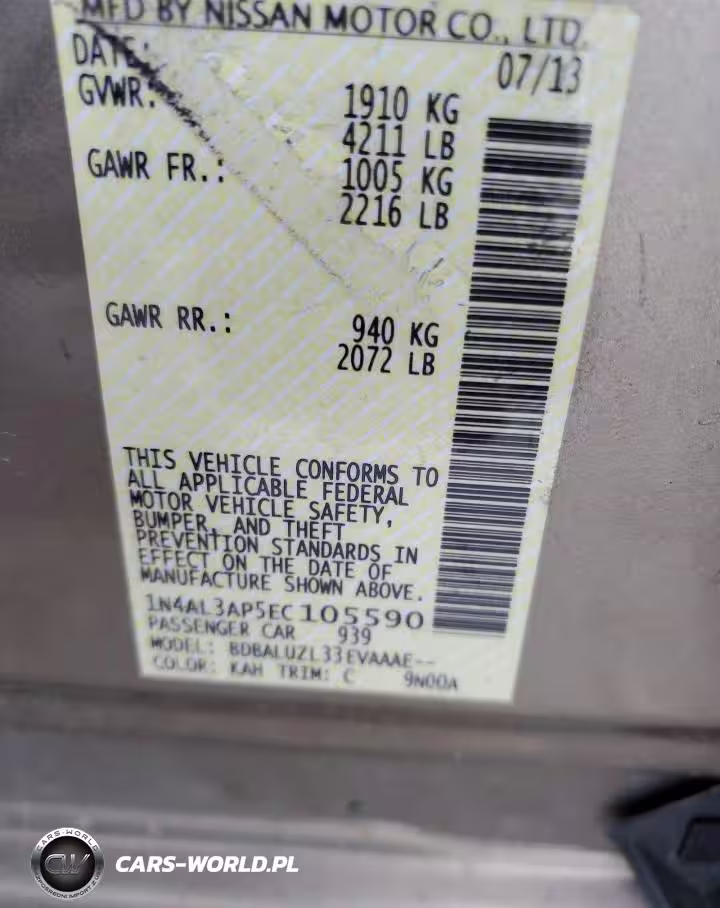 MFD BY NISSAN MOTOR CO., LTD.
DATE: 07/13
GVWR: 1910 KG
4211 LB
GAWR FR.: 1005 KG
2216 LB
GAWR RR.: 940 KG
2072 LB
THIS VEHICLE CONFORMS TO
ALL APPLICABLE FEDERAL
MOTOR VEHICLE SAFETY,
BUMPER, AND THEFT
PREVENTION STANDARDS IN
EFFECT ON THE DATE OF
MANUFACTURE SHOWN ABOVE.
1N4AL3AP5EC105590
PASSENGER CAR 939
MODEL: BDBALUZL33EVAAAE--
COLOR: KAH TRIM: C 9N00A
CARS-WORLD
CW
CARS-WORLD.PL